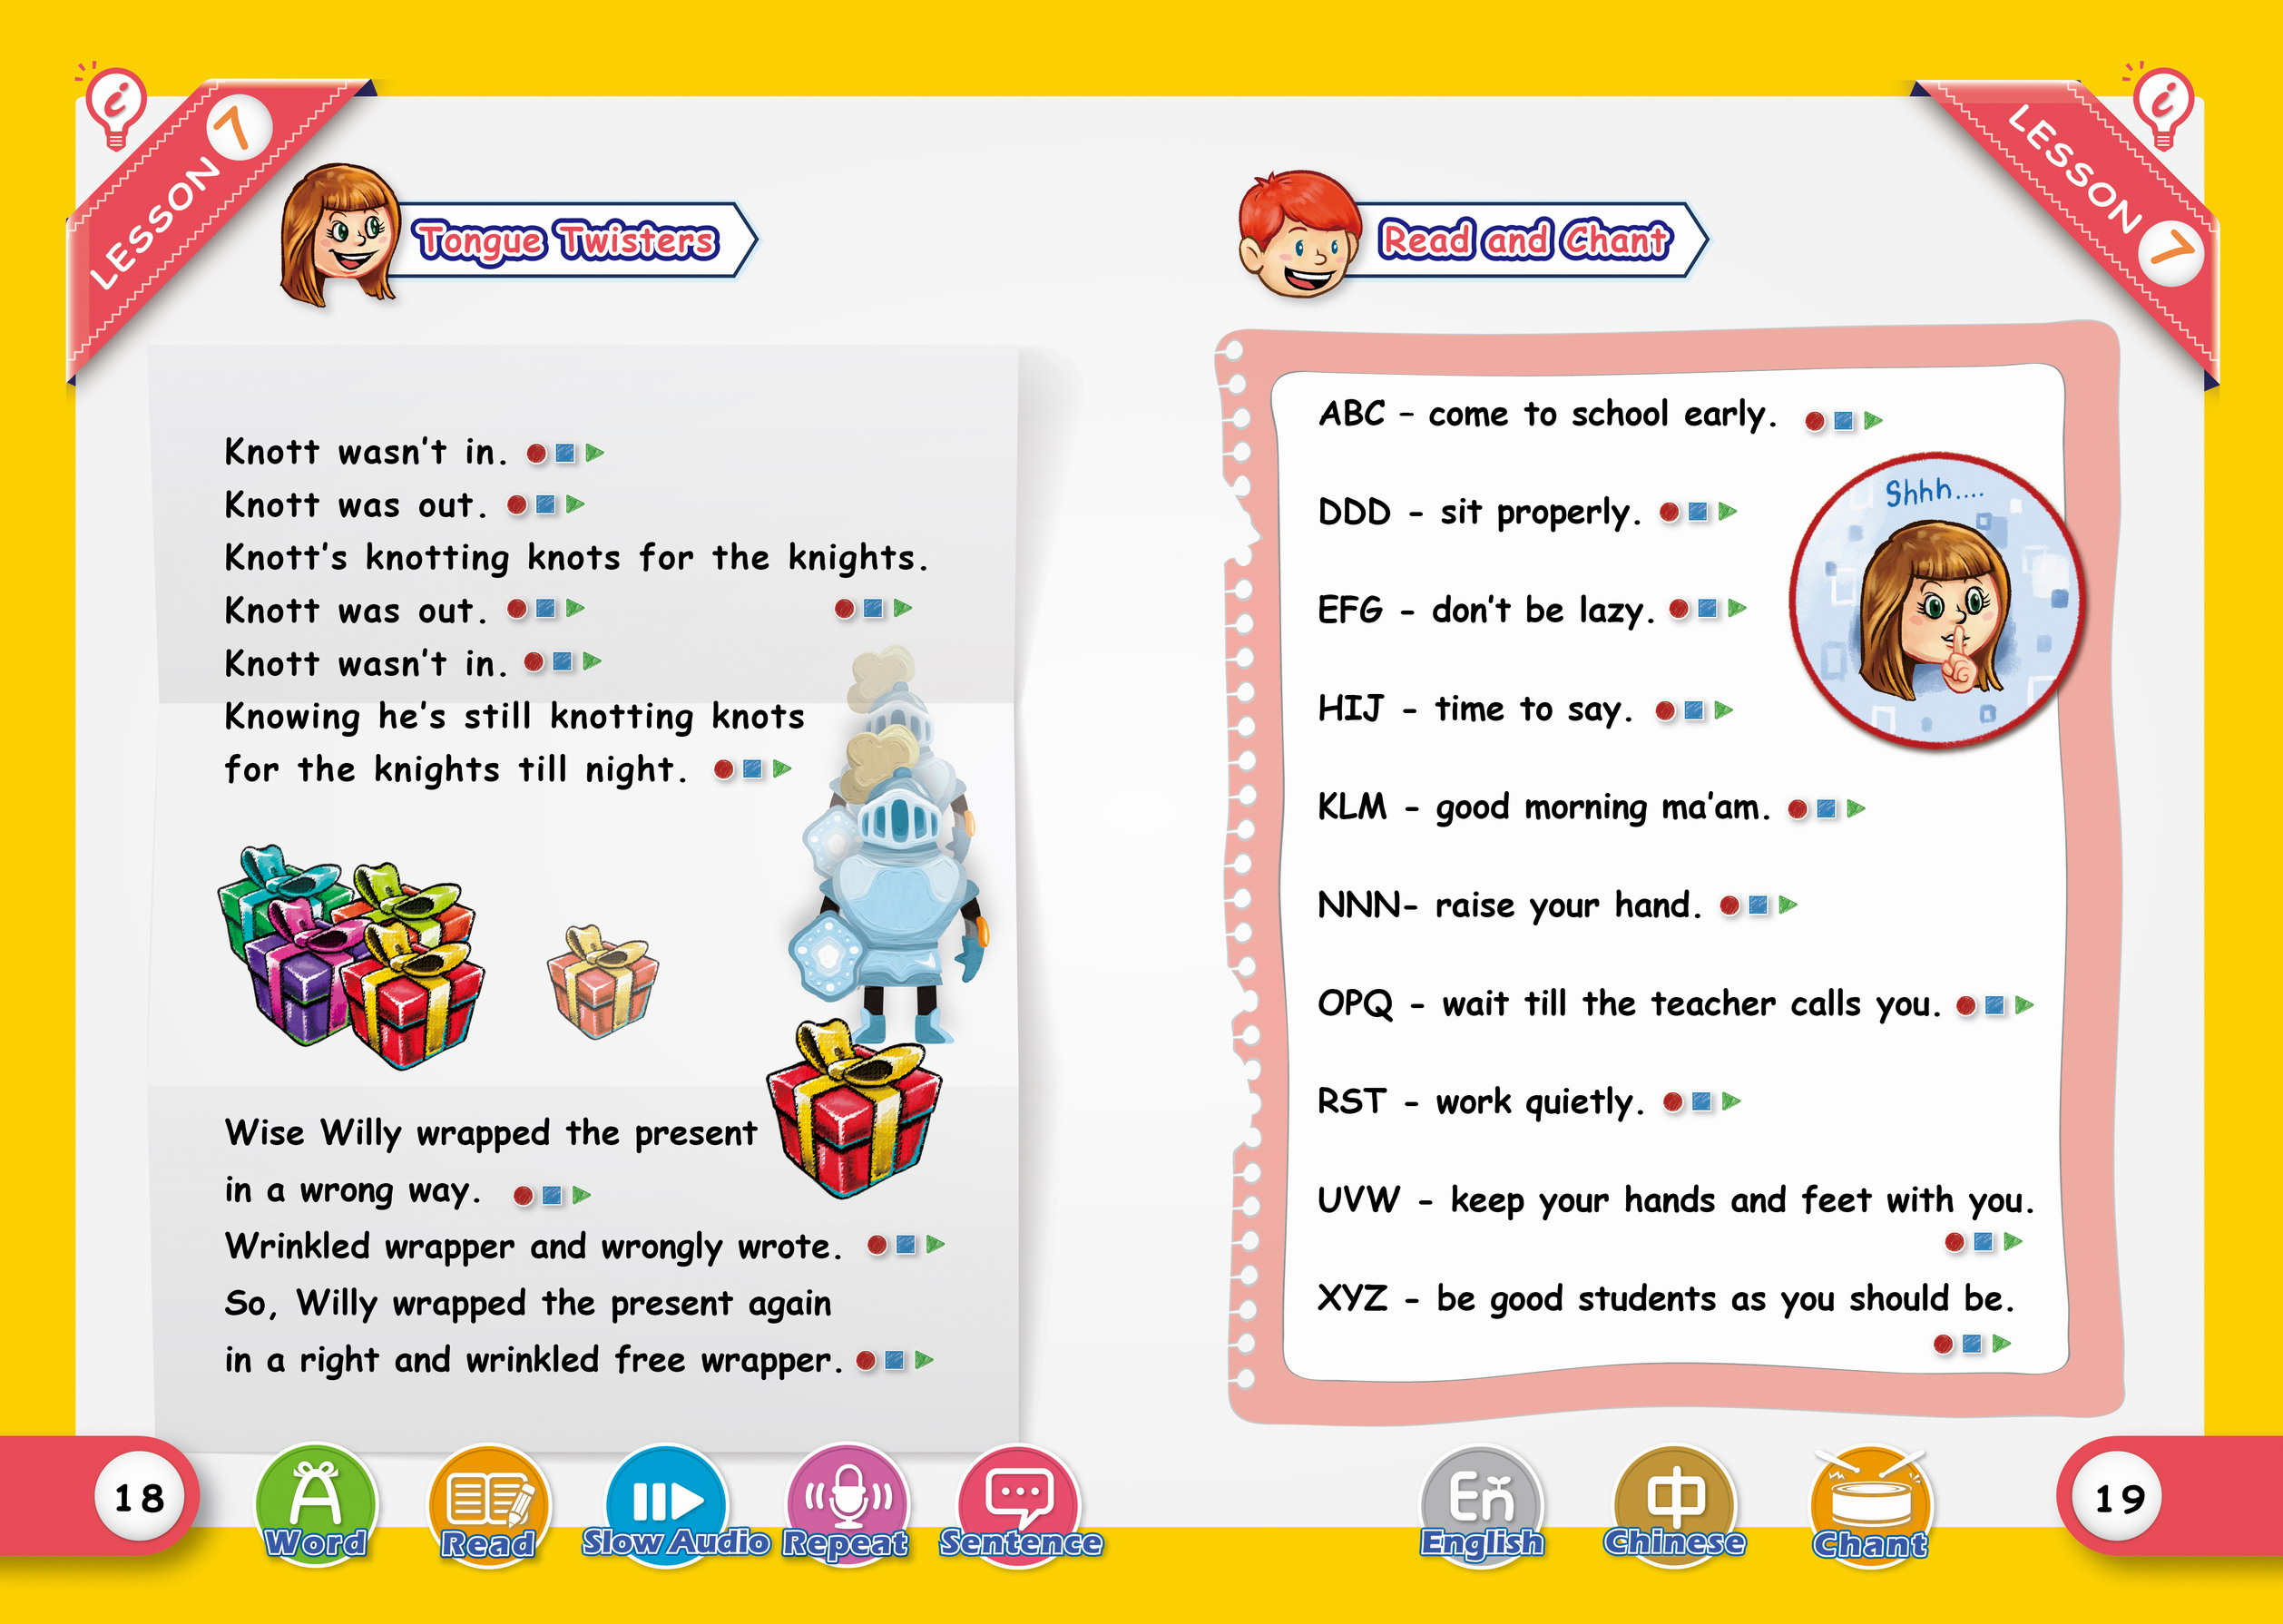 LESSON 7
Tongue Twisters
Knott wasn't in.
Knott was out.
Knott's knotting knots for the knights.
Knott was out.
Knott wasn't in.
Knowing he's still knotting knots
for the knights till night.
Wise Willy wrapped the present
in a wrong way.
Wrinkled wrapper and wrongly wrote.
So, Willy wrapped the present again
in a right and wrinkled free wrapper.
18
Word
Read
Slow Audio
Repeat
Sentence
LESSON 7
Read and Chant
ABC - come to school early.
Shhh....
DDD - sit properly.
EFG - don't be lazy.
HIJ - time to say.
KLM - good morning ma'am.
NNN- raise your hand.
OPQ - wait till the teacher calls you.
RST - work quietly.
UVW - keep your hands and feet with you.
XYZ - be good students as you should be.
En
English
中
Chinese
Chant
19